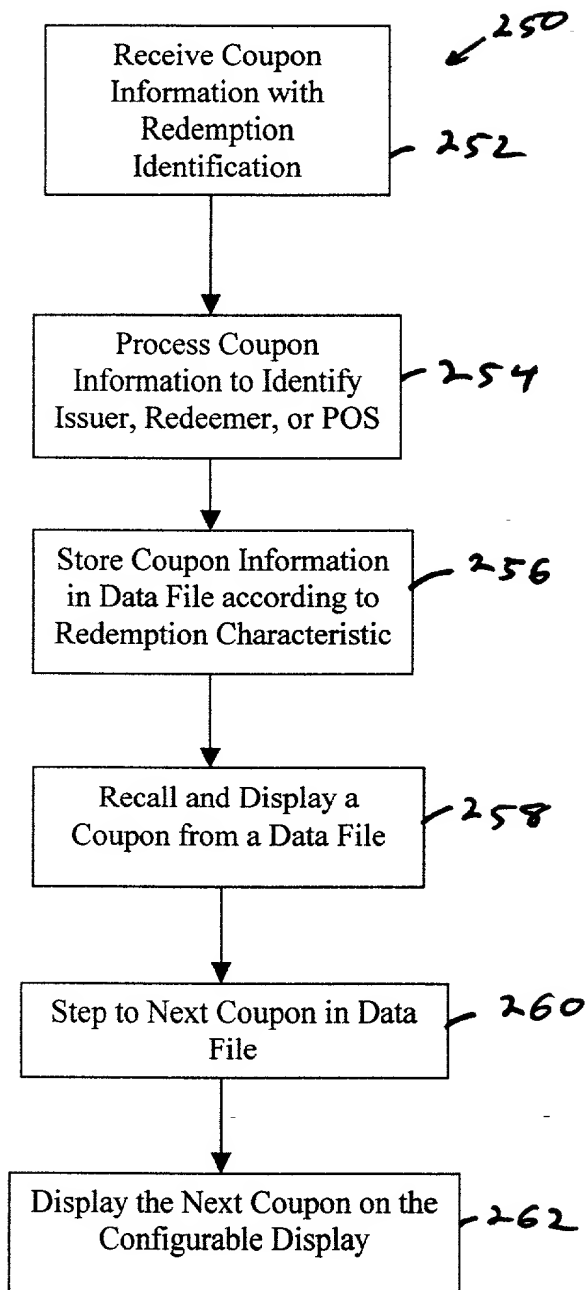 250
Receive Coupon
Information with
Redemption
Identification
252
Process Coupon
Information to Identify
Issuer, Redeemer, or POS
254
Store Coupon Information
in Data File according to
Redemption Characteristic
256
Recall and Display a
Coupon from a Data File
258
Step to Next Coupon in Data
File
260
Display the Next Coupon on the
Configurable Display
262